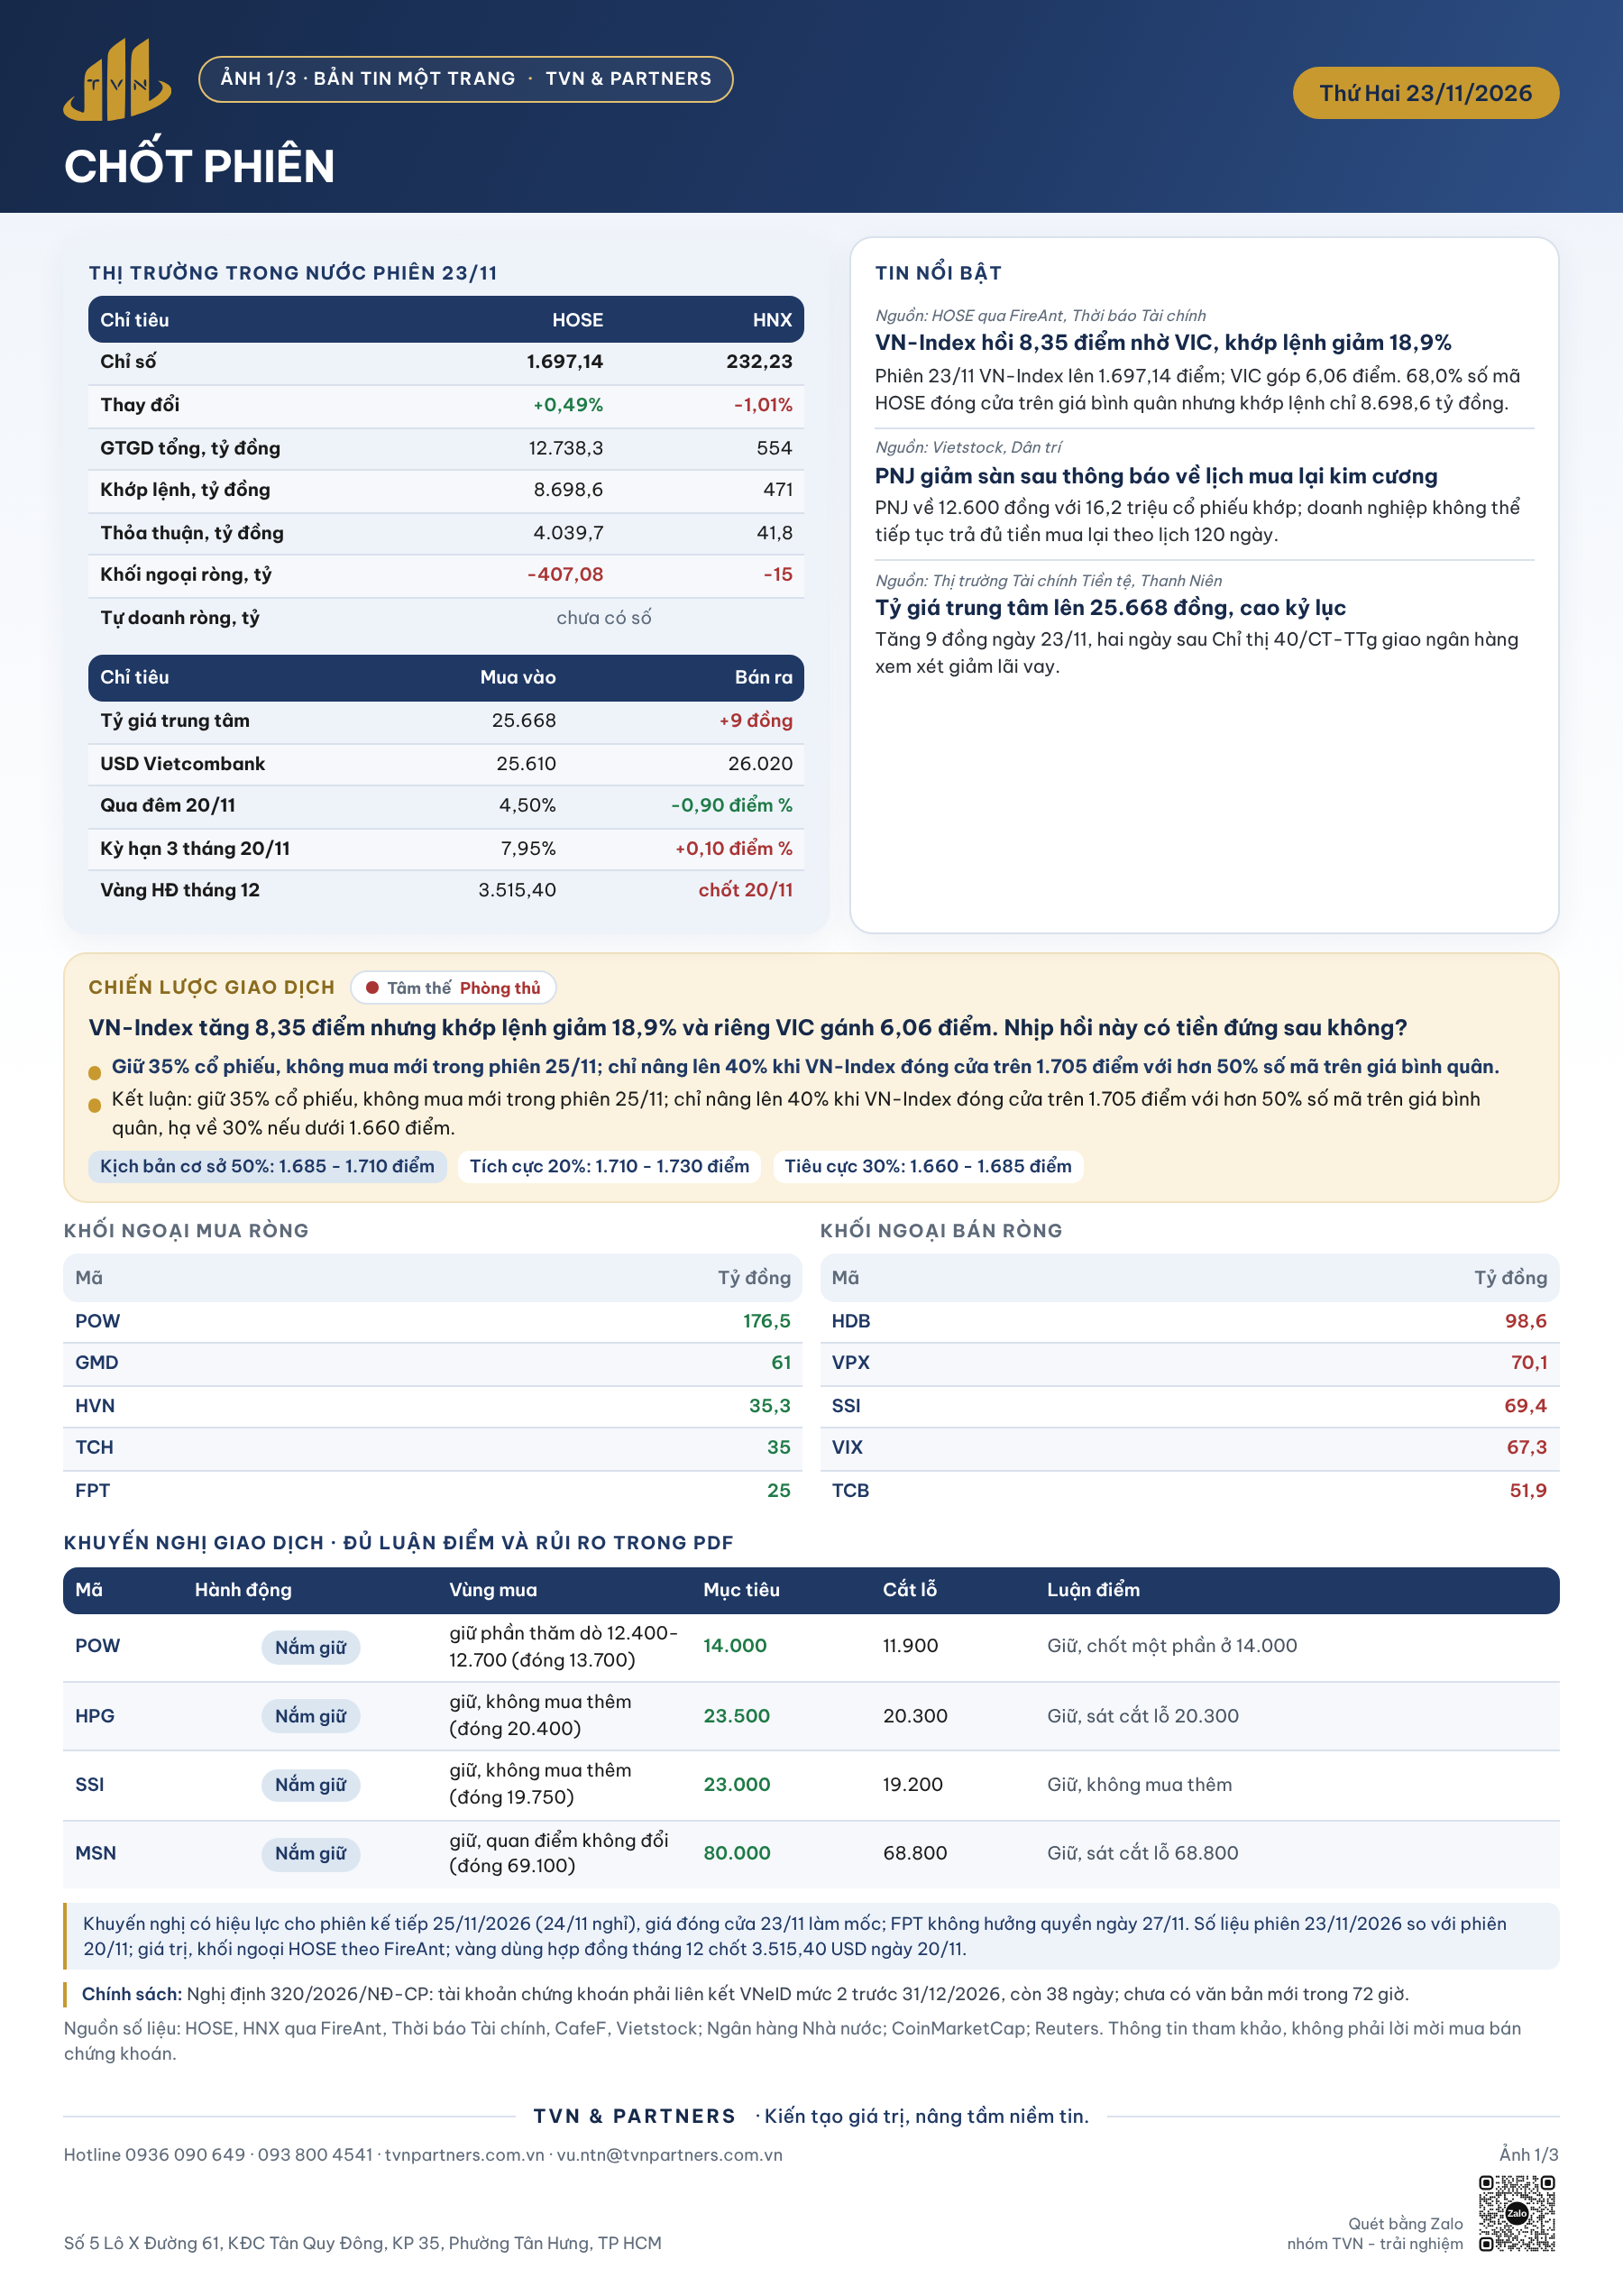 TVN
ẢNH 1/3 · BẢN TIN MỘT TRANG · TVN & PARTNERS
Thứ Hai 23/11/2026
CHỐT PHIÊN
THỊ TRƯỜNG TRONG NƯỚC PHIÊN 23/11
Chỉ tiêu HOSE HNX
Chỉ số 1.697,14 232,23
Thay đổi +0,49% -1,01%
GTGD tổng, tỷ đồng 12.738,3 554
Khớp lệnh, tỷ đồng 8.698,6 471
Thỏa thuận, tỷ đồng 4.039,7 41,8
Khối ngoại ròng, tỷ -407,08 -15
Tự doanh ròng, tỷ chưa có số
Chỉ tiêu Mua vào Bán ra
Tỷ giá trung tâm 25.668 +9 đồng
USD Vietcombank 25.610 26.020
Qua đêm 20/11 4,50% -0,90 điểm %
Kỳ hạn 3 tháng 20/11 7,95% +0,10 điểm %
Vàng HĐ tháng 12 3.515,40 chốt 20/11
TIN NỔI BẬT
Nguồn: HOSE qua FireAnt, Thời báo Tài chính
VN-Index hồi 8,35 điểm nhờ VIC, khớp lệnh giảm 18,9%
Phiên 23/11 VN-Index lên 1.697,14 điểm; VIC góp 6,06 điểm. 68,0% số mã
HOSE đóng cửa trên giá bình quân nhưng khớp lệnh chỉ 8.698,6 tỷ đồng.
Nguồn: Vietstock, Dân trí
PNJ giảm sàn sau thông báo về lịch mua lại kim cương
PNJ về 12.600 đồng với 16,2 triệu cổ phiếu khớp; doanh nghiệp không thể
tiếp tục trả đủ tiền mua lại theo lịch 120 ngày.
Nguồn: Thị trường Tài chính Tiền tệ, Thanh Niên
Tỷ giá trung tâm lên 25.668 đồng, cao kỷ lục
Tăng 9 đồng ngày 23/11, hai ngày sau Chỉ thị 40/CT-TTg giao ngân hàng
xem xét giảm lãi vay.
CHIẾN LƯỢC GIAO DỊCH Tâm thế Phòng thủ
VN-Index tăng 8,35 điểm nhưng khớp lệnh giảm 18,9% và riêng VIC gánh 6,06 điểm. Nhịp hồi này có tiền đứng sau không?
Giữ 35% cổ phiếu, không mua mới trong phiên 25/11; chỉ nâng lên 40% khi VN-Index đóng cửa trên 1.705 điểm với hơn 50% số mã trên giá bình quân.
Kết luận: giữ 35% cổ phiếu, không mua mới trong phiên 25/11; chỉ nâng lên 40% khi VN-Index đóng cửa trên 1.705 điểm với hơn 50% số mã trên giá bình
quân, hạ về 30% nếu dưới 1.660 điểm.
Kịch bản cơ sở 50%: 1.685 - 1.710 điểm Tích cực 20%: 1.710 - 1.730 điểm Tiêu cực 30%: 1.660 - 1.685 điểm
KHỐI NGOẠI MUA RÒNG
Mã Tỷ đồng
POW 176,5
GMD 61
HVN 35,3
TCH 35
FPT 25
KHỐI NGOẠI BÁN RÒNG
Mã Tỷ đồng
HDB 98,6
VPX 70,1
SSI 69,4
VIX 67,3
TCB 51,9
KHUYẾN NGHỊ GIAO DỊCH · ĐỦ LUẬN ĐIỂM VÀ RỦI RO TRONG PDF
Mã Hành động Vùng mua Mục tiêu Cắt lỗ Luận điểm
POW Nắm giữ giữ phần thăm dò 12.400-
12.700 (đóng 13.700) 14.000 11.900 Giữ, chốt một phần ở 14.000
HPG Nắm giữ giữ, không mua thêm
(đóng 20.400) 23.500 20.300 Giữ, sát cắt lỗ 20.300
SSI Nắm giữ giữ, không mua thêm
(đóng 19.750) 23.000 19.200 Giữ, không mua thêm
MSN Nắm giữ giữ, quan điểm không đổi
(đóng 69.100) 80.000 68.800 Giữ, sát cắt lỗ 68.800
Khuyến nghị có hiệu lực cho phiên kế tiếp 25/11/2026 (24/11 nghỉ), giá đóng cửa 23/11 làm mốc; FPT không hưởng quyền ngày 27/11. Số liệu phiên 23/11/2026 so với phiên
20/11; giá trị, khối ngoại HOSE theo FireAnt; vàng dùng hợp đồng tháng 12 chốt 3.515,40 USD ngày 20/11.
Chính sách: Nghị định 320/2026/NĐ-CP: tài khoản chứng khoán phải liên kết VNeID mức 2 trước 31/12/2026, còn 38 ngày; chưa có văn bản mới trong 72 giờ.
Nguồn số liệu: HOSE, HNX qua FireAnt, Thời báo Tài chính, CafeF, Vietstock; Ngân hàng Nhà nước; CoinMarketCap; Reuters. Thông tin tham khảo, không phải lời mời mua bán
chứng khoán.
TVN & PARTNERS · Kiến tạo giá trị, nâng tầm niềm tin.
Hotline 0936 090 649 · 093 800 4541 · tvnpartners.com.vn · vu.ntn@tvnpartners.com.vn Ảnh 1/3
Zalo
Quét bằng Zalo
nhóm TVN - trải nghiệm
Số 5 Lô X Đường 61, KĐC Tân Quy Đông, KP 35, Phường Tân Hưng, TP HCM